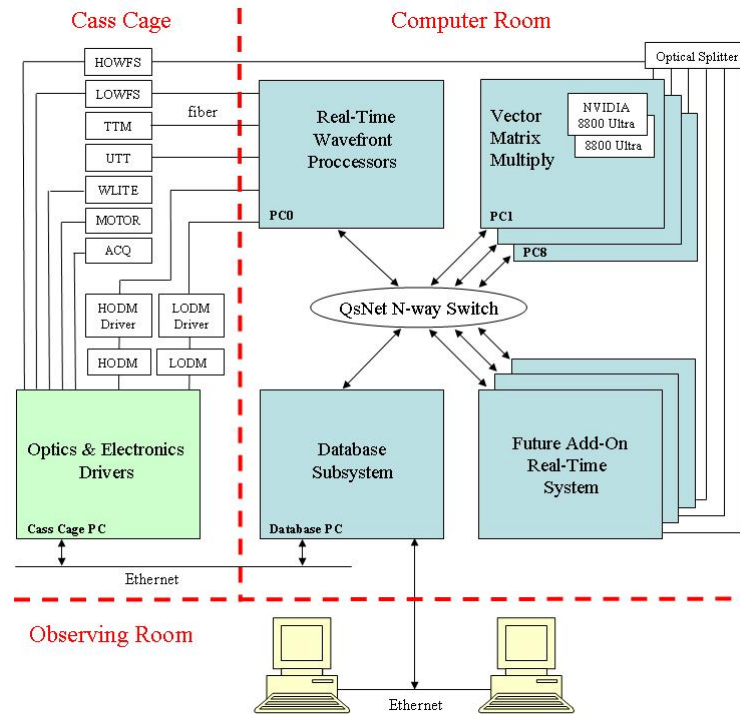 Cass Cage
Computer Room
HOWFS
LOWFS
TTM
UTT
WLITE
MOTOR
ACQ
fiber
HODM
Driver
LODM
Driver
HODM
LODM
Optics & Electronics
Drivers
Cass Cage PC
Real-Time
Wavefront
Proccessors
PC0
Vector
Matrix
Multiply
NVIDIA
8800 Ultra
8800 Ultra
PC1
PC8
Optical Splitter
QsNet N-way Switch
Database
Subsystem
Database PC
Future Add-On
Real-Time
System
Ethernet
Observing Room
Ethernet